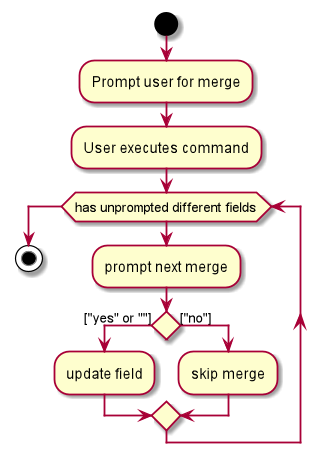 Prompt user for merge
User executes command
has unprompted different fields
prompt next merge
["yes" or ""]
["no"]
update field
skip merge